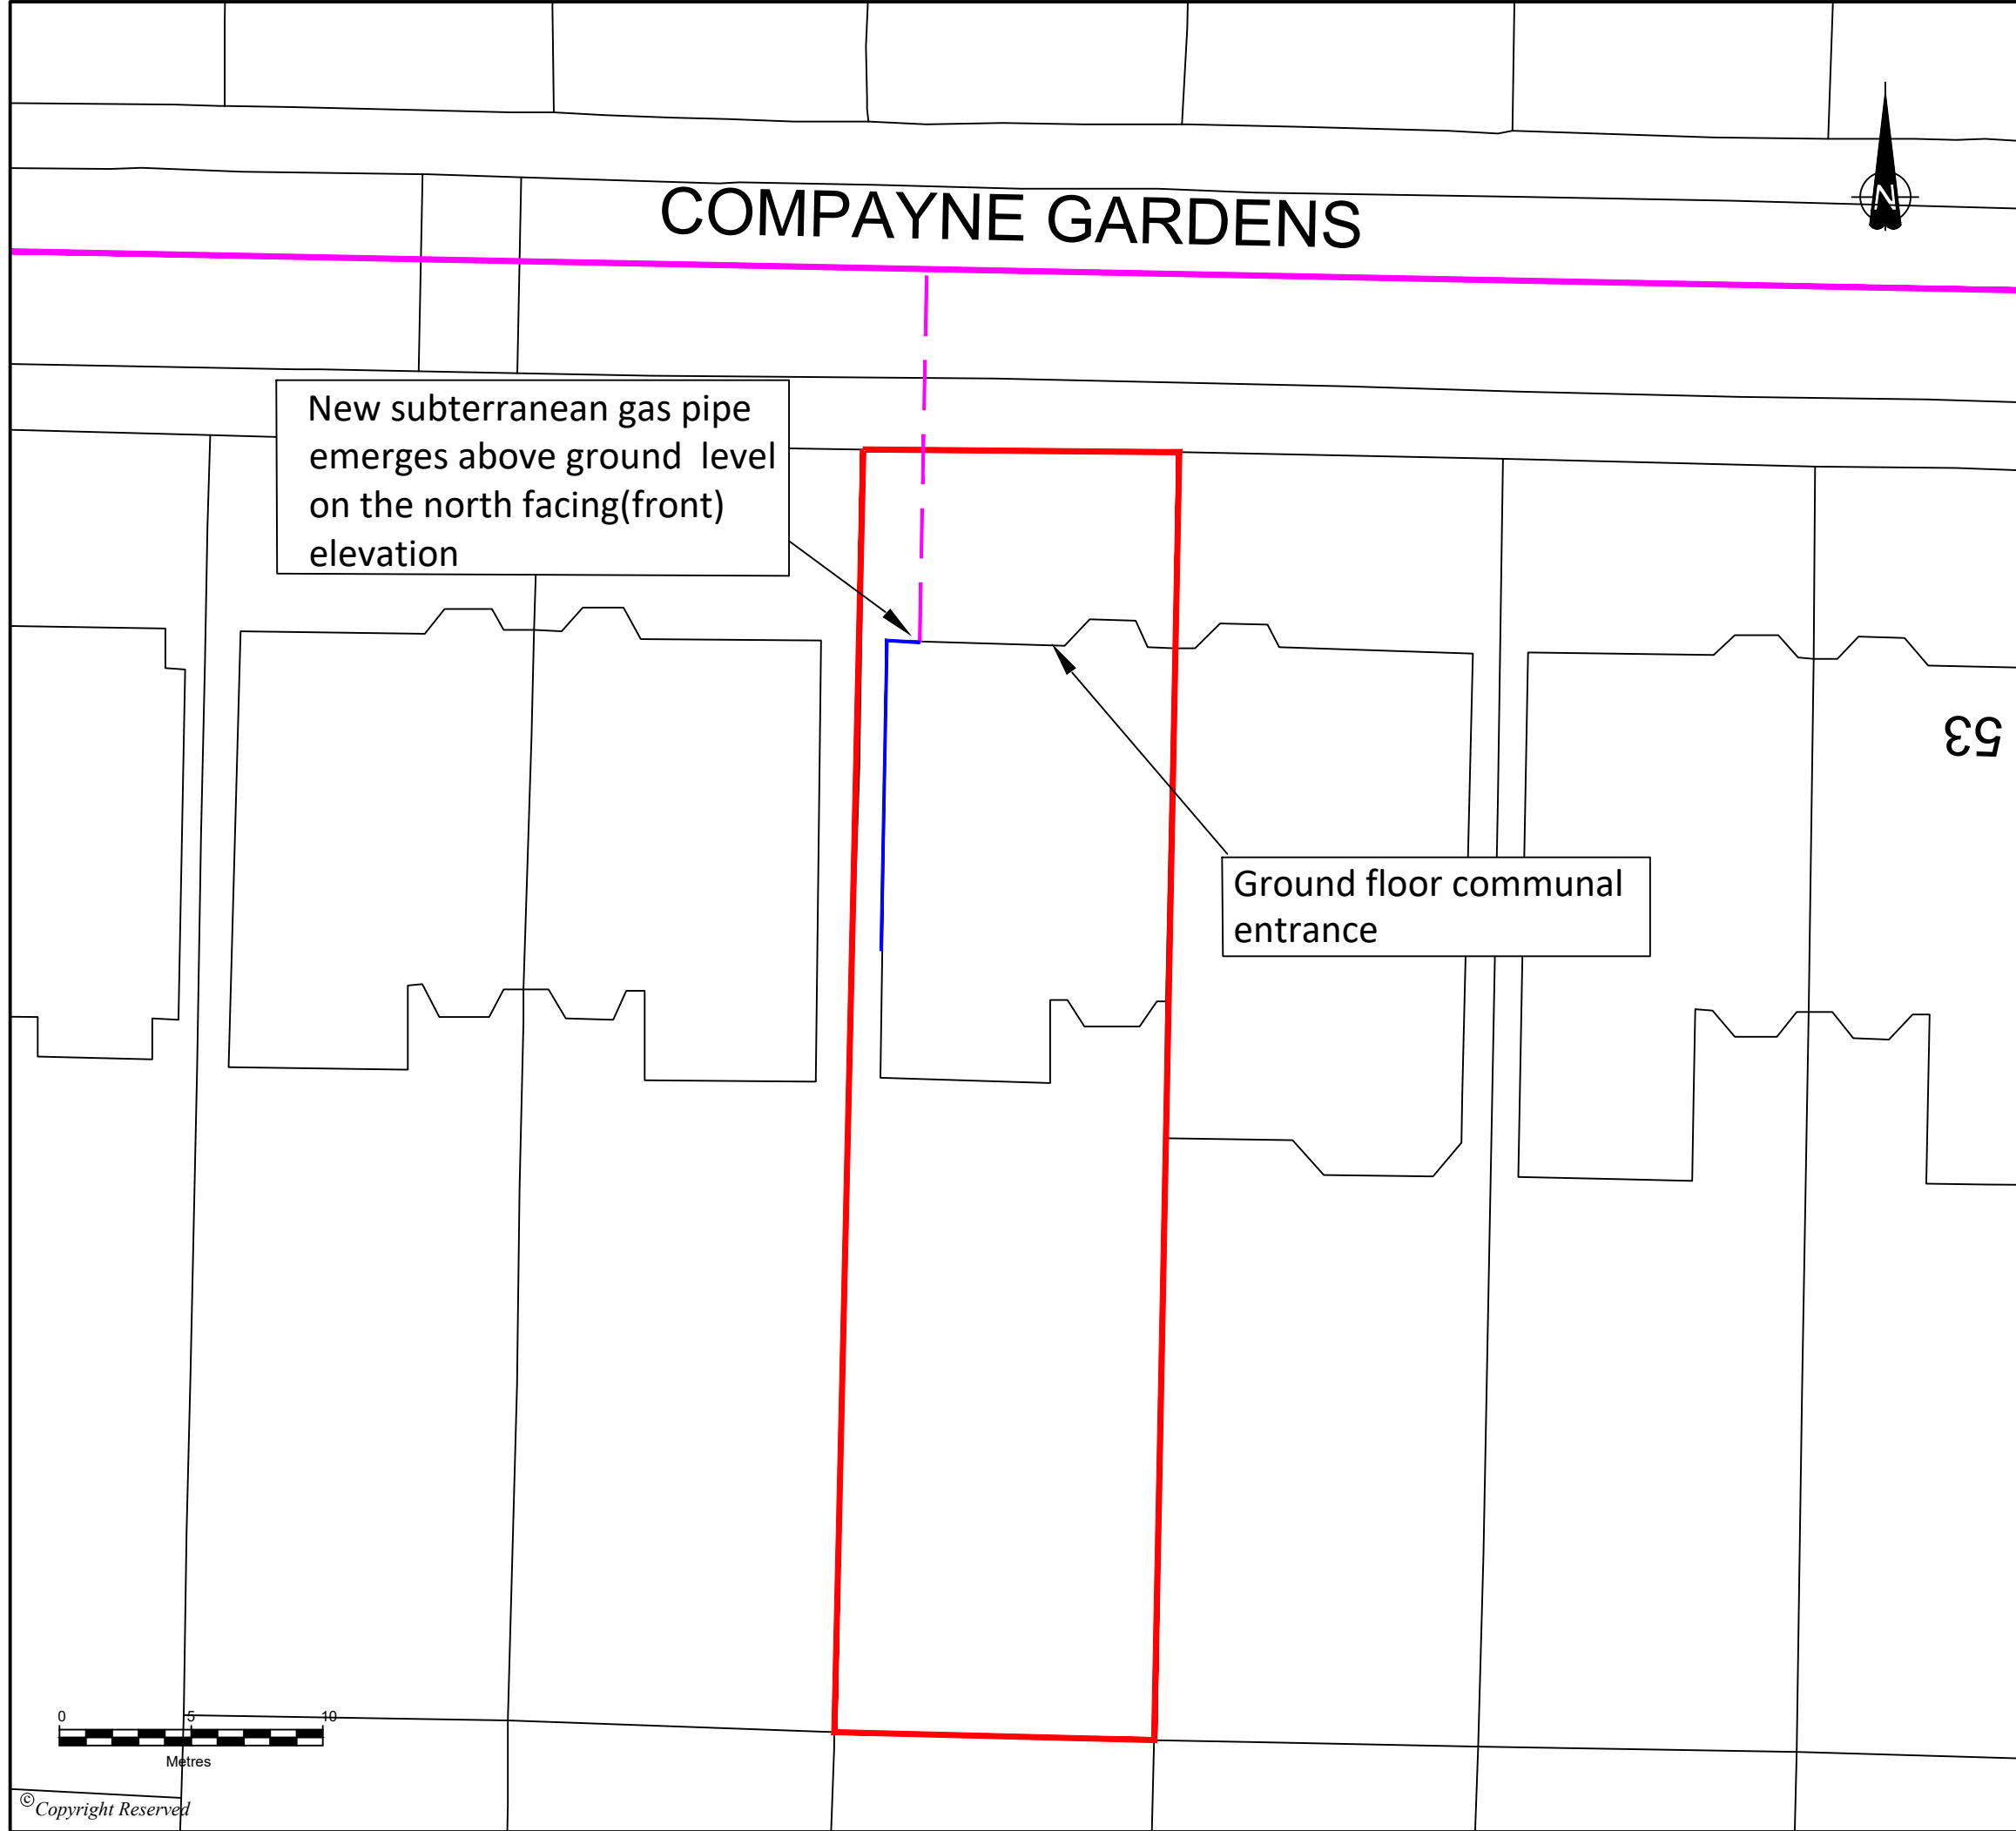 COMPAYNE GARDENS
N
New subterranean gas pipe
emerges above ground level
on the north facing(front)
elevation
53
Ground floor communal
entrance
0 5 10
Metres
©Copyright Reserved